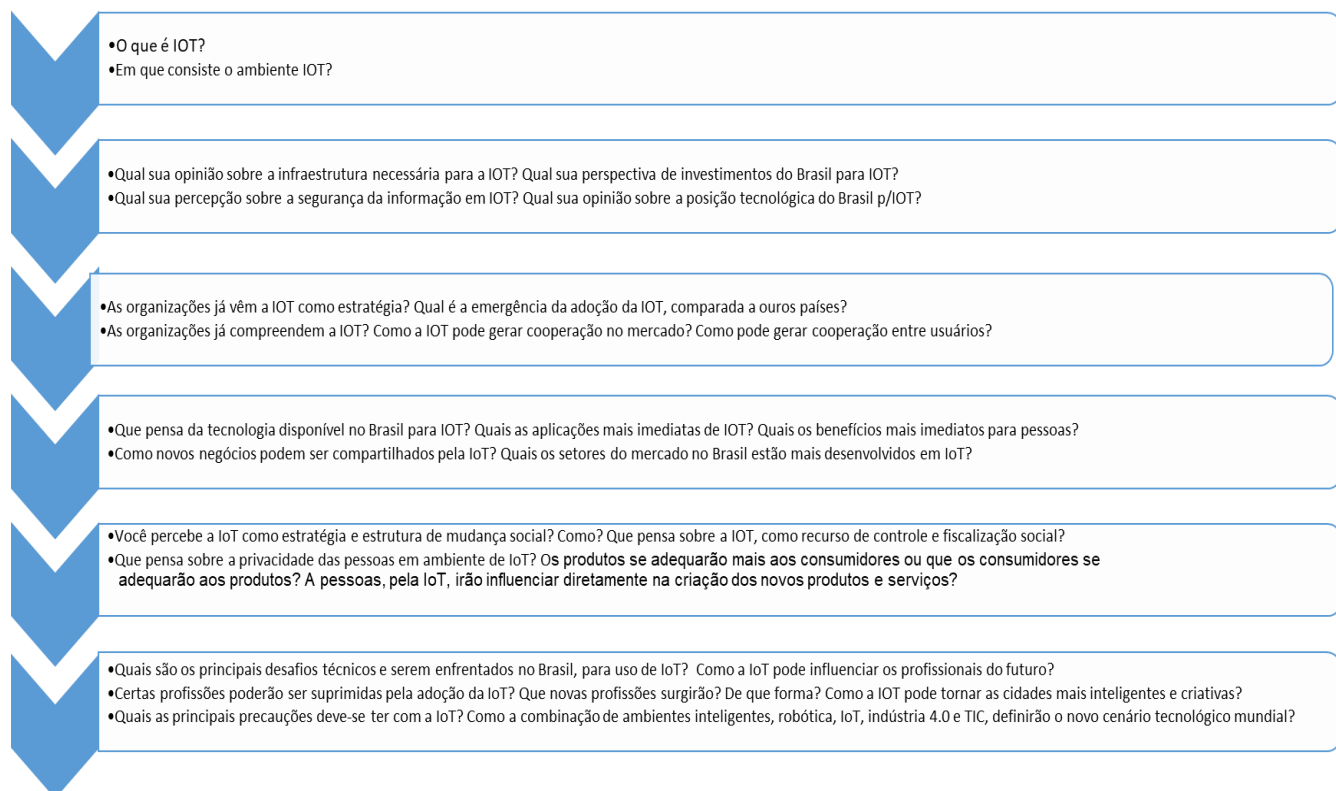 •O que é IOT?
•Em que consiste o ambiente IOT?
•Qual sua opinião sobre a infraestrutura necessária para a IOT? Qual sua perspectiva de investimentos do Brasil para IOT?
•Qual sua percepção sobre a segurança da informação em IOT? Qual sua opinião sobre a posição tecnológica do Brasil p/IOT?
•As organizações já vêm a IOT como estratégia? Qual é a emergência da adoção da IOT, comparada a ouros países?
•As organizações já compreendem a IOT? Como a IOT pode gerar cooperação no mercado? Como pode gerar cooperação entre usuários?
•Que pensa da tecnologia disponível no Brasil para IOT? Quais as aplicações mais imediatas de IOT? Quais os benefícios mais imediatos para pessoas?
•Como novos negócios podem ser compartilhados pela IoT? Quais os setores do mercado no Brasil estão mais desenvolvidos em IoT?
•Você percebe a IoT como estratégia e estrutura de mudança social? Como? Que pensa sobre a IOT, como recurso de controle e fiscalização social?
•Que pensa sobre a privacidade das pessoas em ambiente de IoT? Os produtos se adequarão mais aos consumidores ou que os consumidores se
adequarão aos produtos? A pessoas, pela IoT, irão influenciar diretamente na criação dos novos produtos e serviços?
•Quais são os principais desafios técnicos e serem enfrentados no Brasil, para uso de IoT? Como a IoT pode influenciar os profissionais do futuro?
•Certas profissões poderão ser suprimidas pela adoção da IoT? Que novas profissões surgirão? De que forma? Como a IOT pode tornar as cidades mais inteligentes e criativas?
•Quais as principais precauções deve-se ter com a IoT? Como a combinação de ambientes inteligentes, robótica, IoT, indústria 4.0 e TIC, definirão o novo cenário tecnológico mundial?